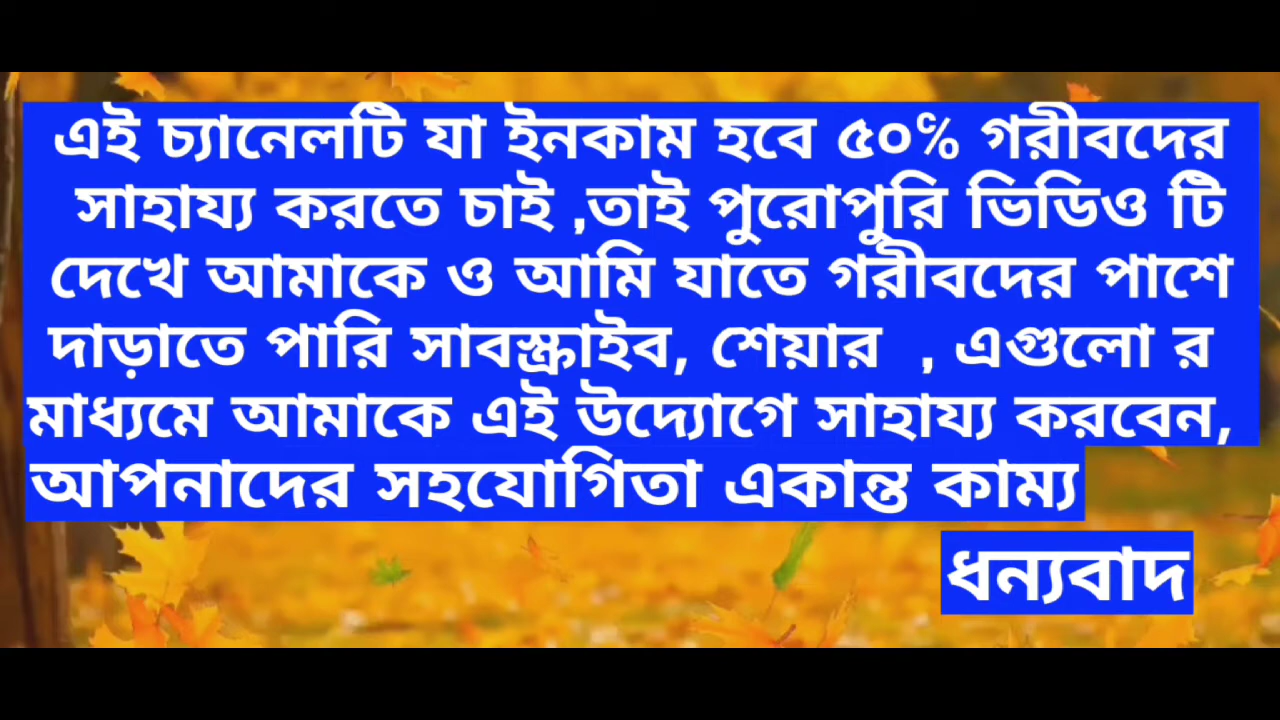 এই চ্যানেলটি যা ইনকাম হবে ৫০% গরীবদের
সাহায্য করতে চাই ,তাই পুরোপুরি ভিডিও টি
দেখে আমাকে ও আমি যাতে গরীবদের পাশে
দাড়াতে পারি সাবস্ক্রাইব, শেয়ার , এগুলো র
মাধ্যমে আমাকে এই উদ্যোগে সাহায্য করবেন,
আপনাদের সহযোগিতা একান্ত কাম্য
ধন্যবাদ